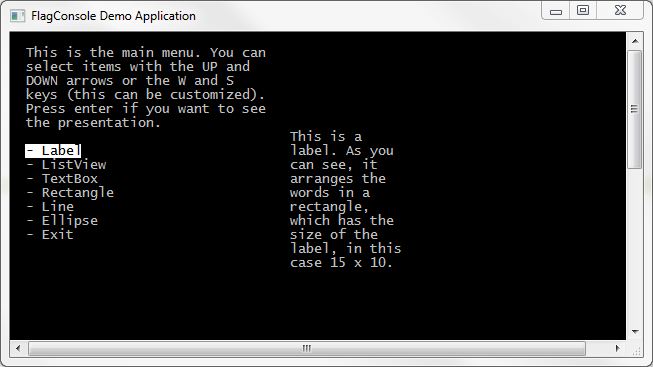 FlagConsole Demo Application
This is the main menu. You can
select items with the UP and
DOWN arrows or the W and S
keys (this can be customized).
Press enter if you want to see
the presentation.
- Label
- ListView
- TextBox
- Rectangle
- Line
- Ellipse
- Exit
This is a
label. As you
can see, it
arranges the
words in a
rectangle,
which has the
size of the
label, in this
case 15 x 10.